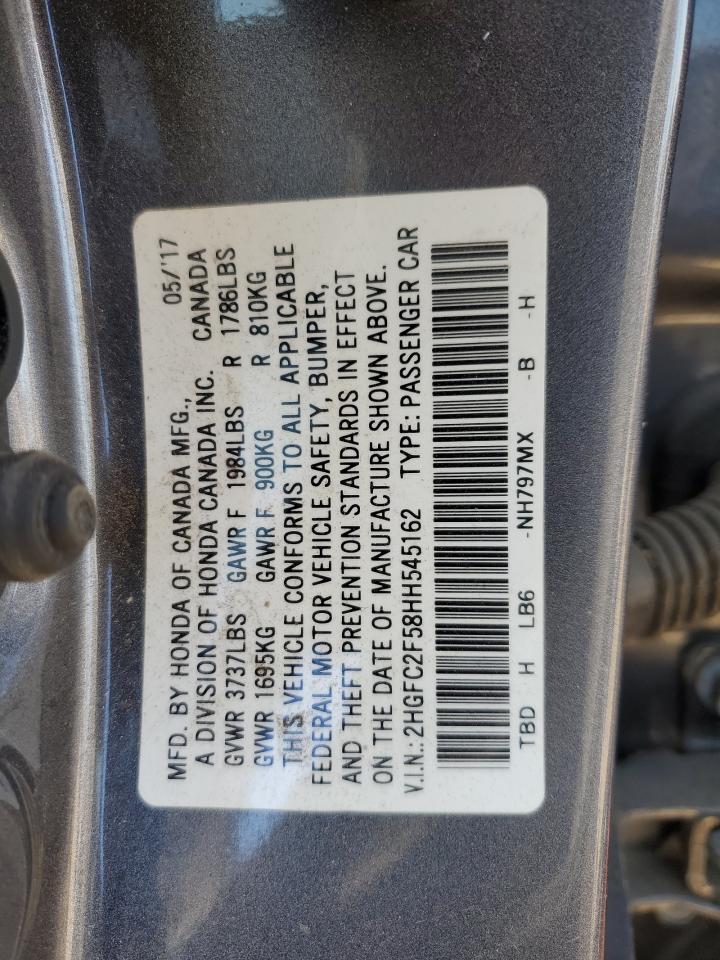 MFD. BY HONDA OF CANADA MFG., 05/'17
A DIVISION OF HONDA CANADA INC. CANADA
GVWR 3737LBS GAWR F 1984LBS R 1786LBS
GVWR 1695KG GAWR F 900KG R 810KG
THIS VEHICLE CONFORMS TO ALL APPLICABLE
FEDERAL MOTOR VEHICLE SAFETY, BUMPER,
AND THEFT PREVENTION STANDARDS IN EFFECT
ON THE DATE OF MANUFACTURE SHOWN ABOVE.
V.I.N.: 2HGFC2F58HH545162 TYPE: PASSENGER CAR
TBD H LB6 -NH797MX -B -H